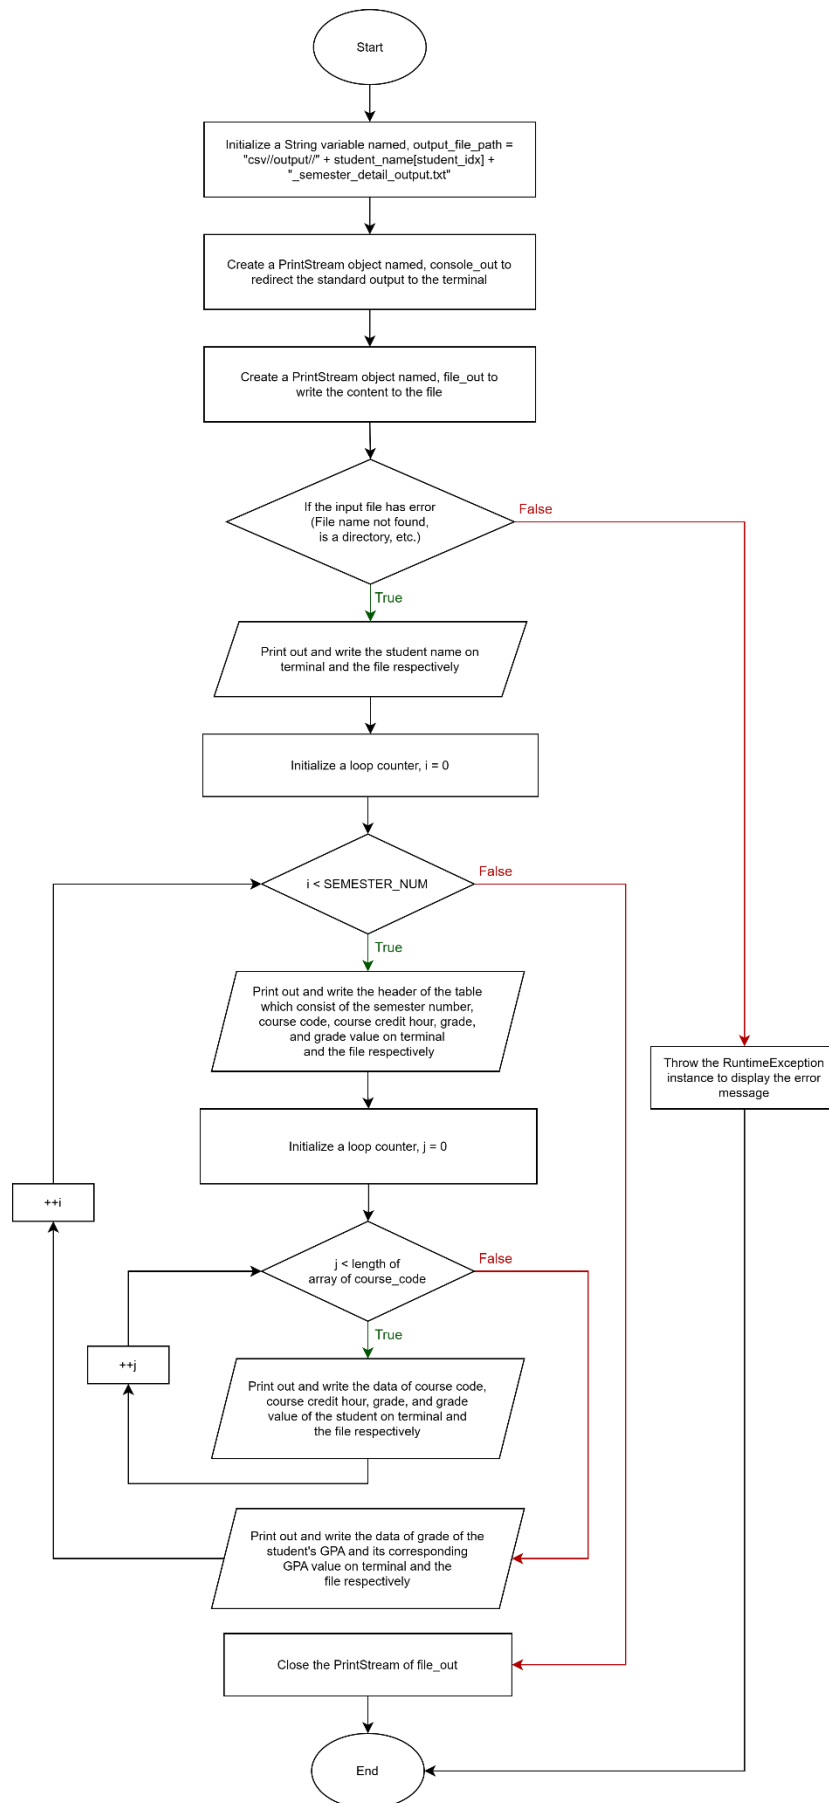 Start
Initialize a String variable named, output_file_path =
"csv//output//" + student_name[student_idx] +
"_semester_detail_output.txt"
Create a PrintStream object named, console_out to
redirect the standard output to the terminal
Create a PrintStream object named, file_out to
write the content to the file
If the input file has error
(File name not found,
is a directory, etc.)
False
True
Print out and write the student name on
terminal and the file respectively
Initialize a loop counter, i = 0
i < SEMESTER_NUM
False
True
Print out and write the header of the table
which consist of the semester number,
course code, course credit hour, grade,
and grade value on terminal
and the file respectively
Throw the RuntimeException
instance to display the error
message
Initialize a loop counter, j = 0
++i
j < length of
array of course_code
False
True
++j
Print out and write the data of course code,
course credit hour, grade, and grade
value of the student on terminal and
the file respectively
Print out and write the data of grade of the
student's GPA and its corresponding
GPA value on terminal and the
file respectively
Close the PrintStream of file_out
End